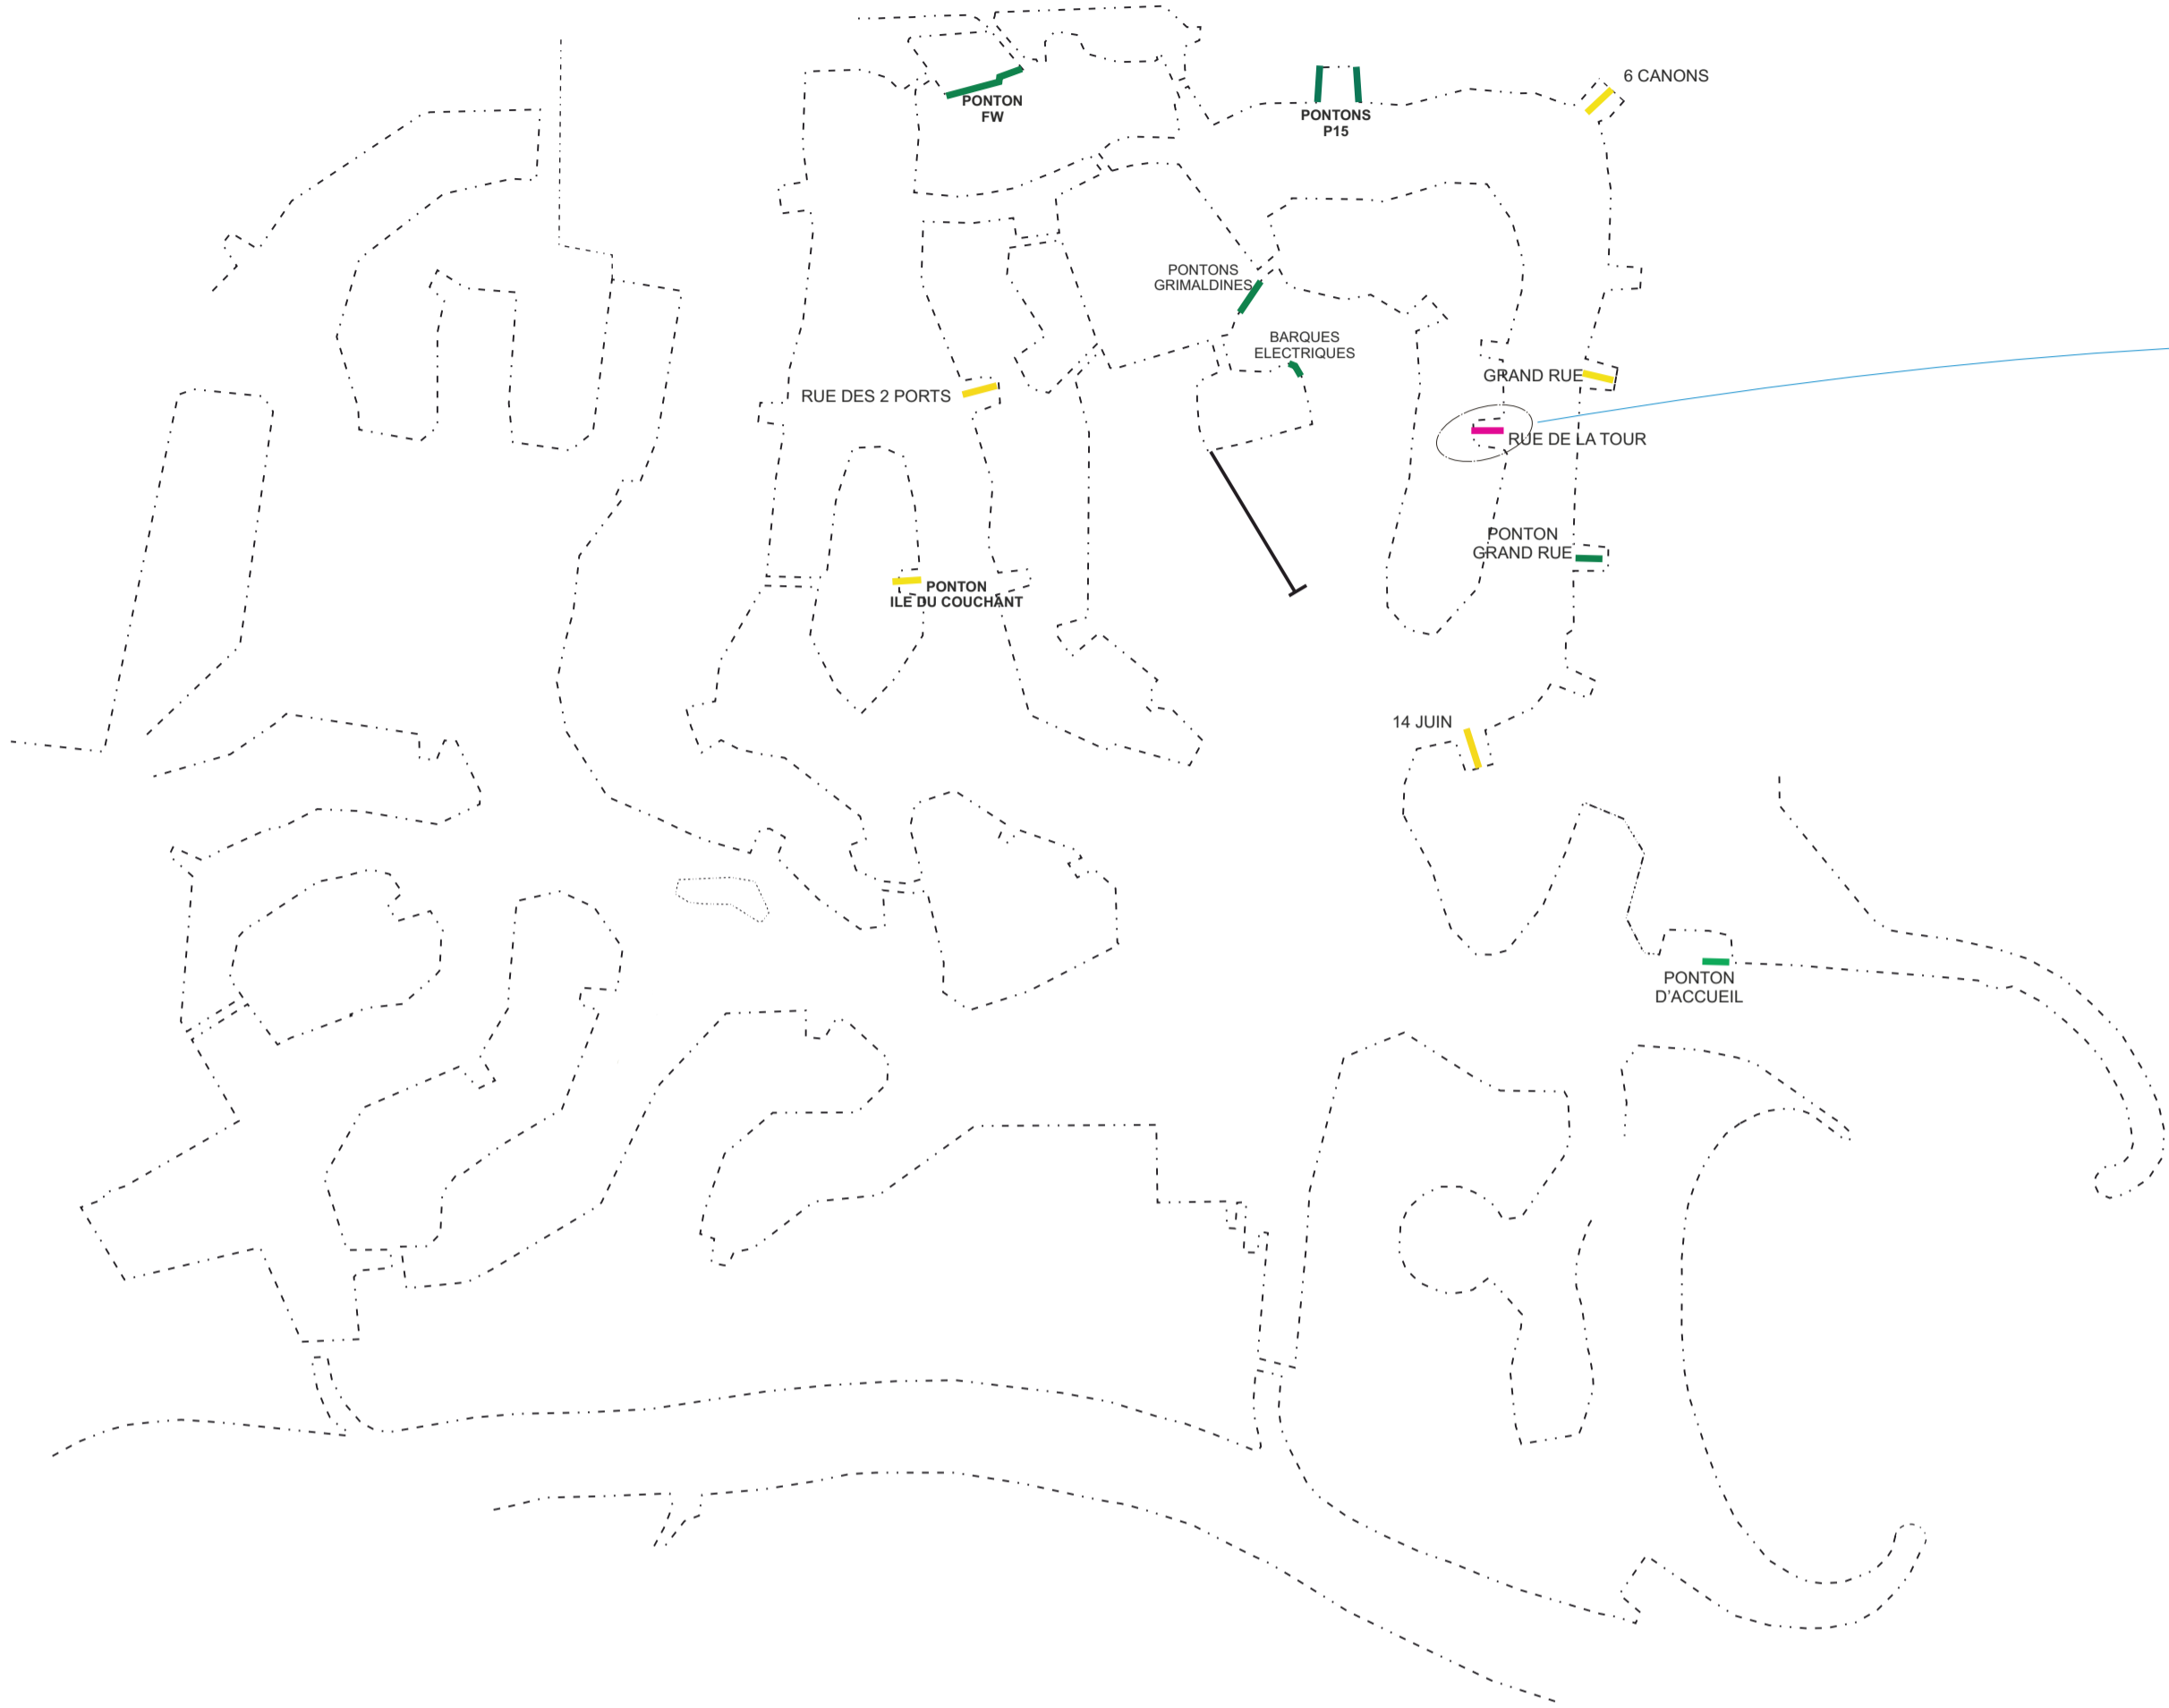 6 CANONS
PONTON
FW
PONTONS
P15
PONTONS
GRIMALDINES
BARQUES
ELECTRIQUES
GRAND RUE
RUE DES 2 PORTS
RUE DE LA TOUR
PONTON
GRAND RUE
PONTON
ILE DU COUCHANT
14 JUIN
PONTON
D'ACCUEIL